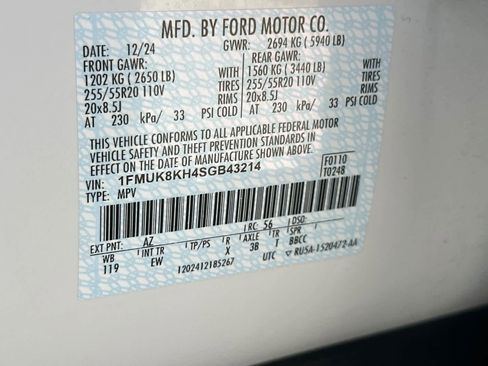 MFD. BY FORD MOTOR CO.
DATE: 12/24 GVWR: 2694 KG ( 5940 LB)
FRONT GAWR: REAR GAWR:
1202 KG ( 2650 LB) WITH 1560 KG ( 3440 LB) WITH
255/55R20 110V TIRES 255/55R20 110V TIRES
20x8.5J RIMS 20x8.5J RIMS
AT 230 kPa/ 33 PSI COLD AT 230 kPa/ 33 PSI COLD
THIS VEHICLE CONFORMS TO ALL APPLICABLE FEDERAL MOTOR
VEHICLE SAFETY AND THEFT PREVENTION STANDARDS IN
EFFECT ON THE DATE OF MANUFACTURE SHOWN ABOVE.
VIN: 1FMUK8KH4SGB43214 F0110
TYPE: MPV T0248
EXT PNT: AZ RC: 56 DSO:
WB INT TR TP/PS R AXLE TR SPR
119 EW X 3B BBCC
1202412185267 UTC RU5A-1520472-AA